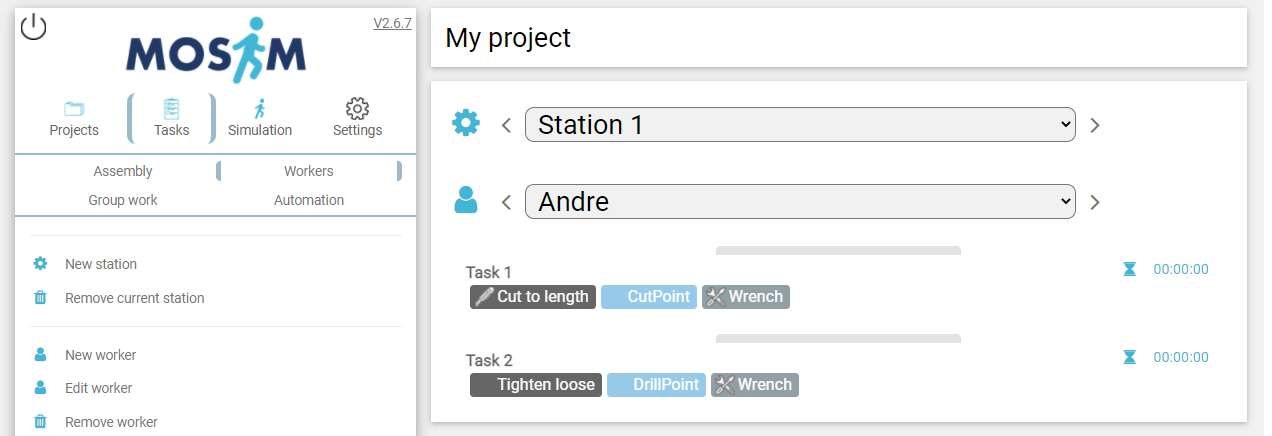 V2.6.7
MOSIM
Projects Tasks Simulation Settings
Assembly Workers
Group work Automation
New station
Remove current station
New worker
Edit worker
Remove worker
My project
Station 1
Andre
Task 1 00:00:00
Cut to length CutPoint Wrench
Task 2 00:00:00
Tighten loose DrillPoint Wrench